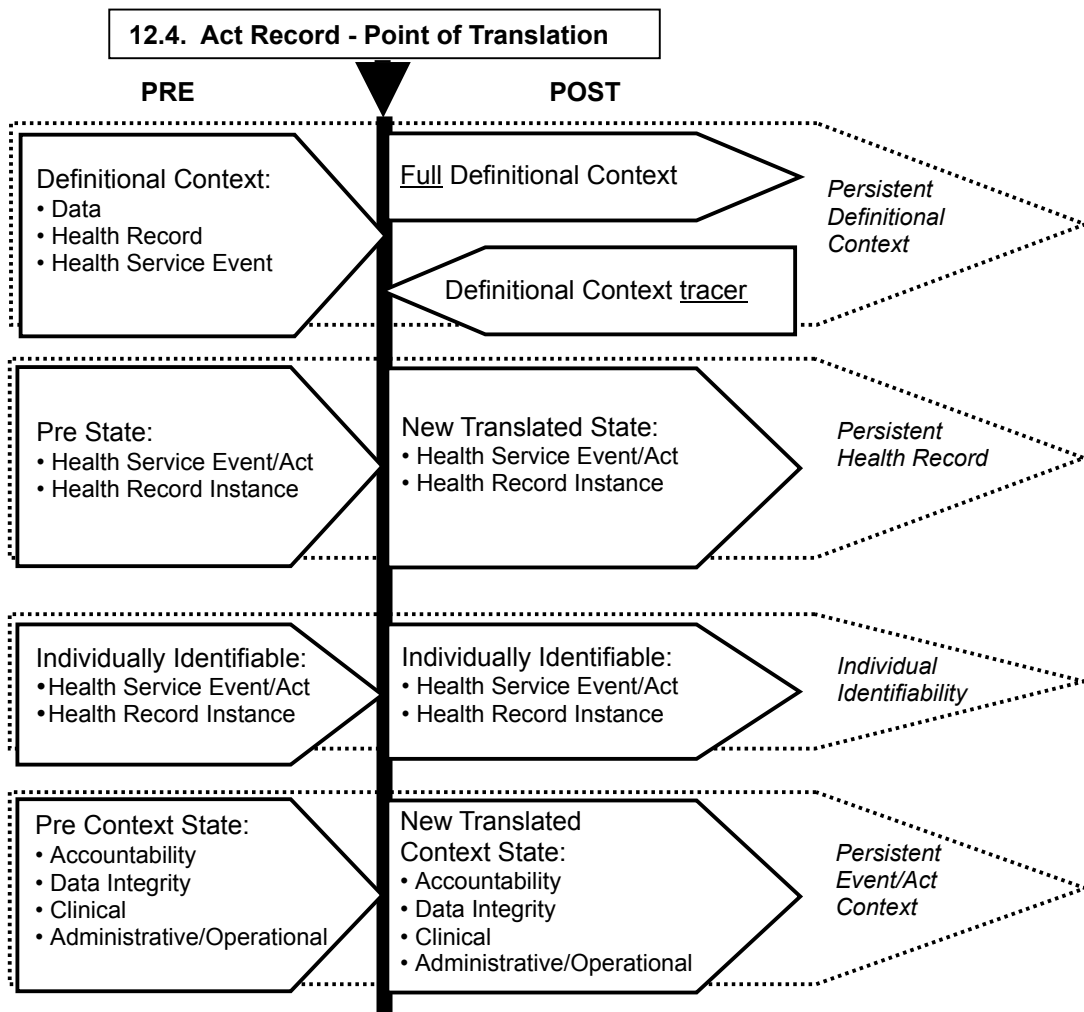 12.4. Act Record - Point of Translation
PRE
POST
Definitional Context:
• Data
• Health Record
• Health Service Event
Full Definitional Context
Definitional Context tracer
Persistent
Definitional
Context
Pre State:
• Health Service Event/Act
• Health Record Instance
New Translated State:
• Health Service Event/Act
• Health Record Instance
Persistent
Health Record
Individually Identifiable:
•Health Service Event/Act
•Health Record Instance
Individually Identifiable:
• Health Service Event/Act
• Health Record Instance
Individual
Identifiability
Pre Context State:
• Accountability
• Data Integrity
• Clinical
• Administrative/Operational
New Translated
Context State:
• Accountability
• Data Integrity
• Clinical
• Administrative/Operational
Persistent
Event/Act
Context